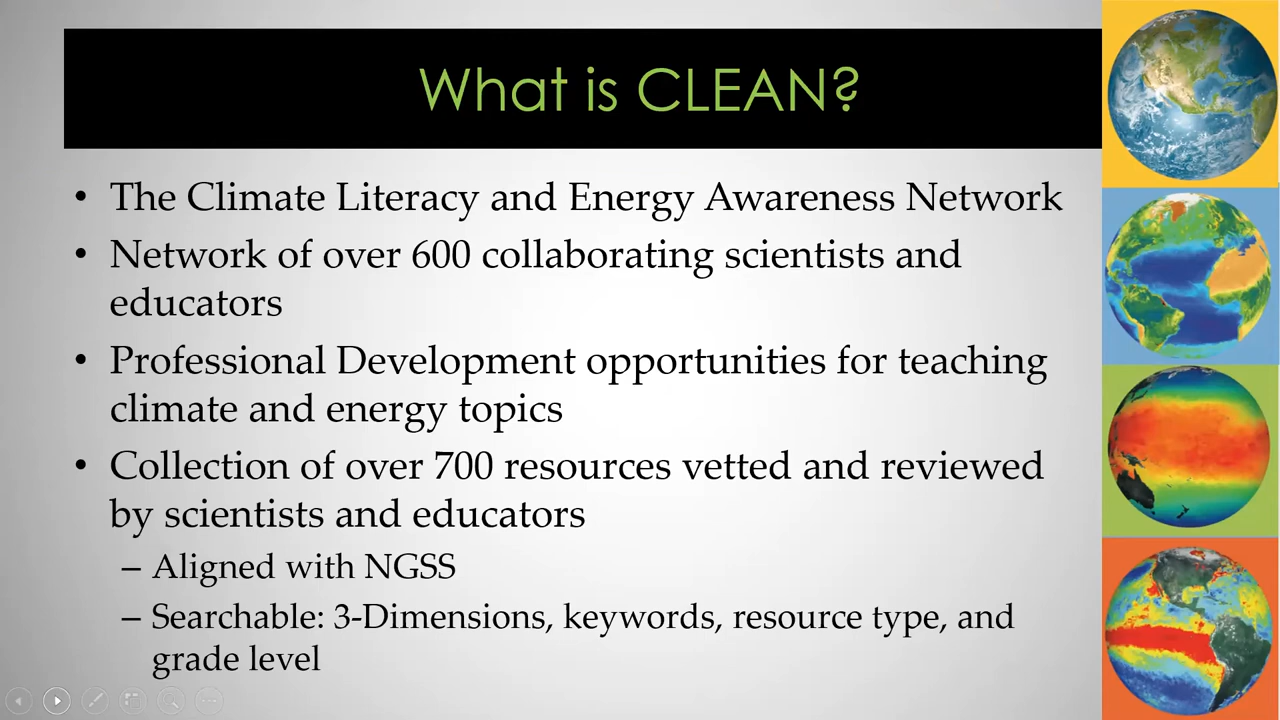 What is CLEAN?
• The Climate Literacy and Energy Awareness Network
• Network of over 600 collaborating scientists and
educators
• Professional Development opportunities for teaching
climate and energy topics
• Collection of over 700 resources vetted and reviewed
by scientists and educators
– Aligned with NGSS
– Searchable: 3-Dimensions, keywords, resource type, and
grade level